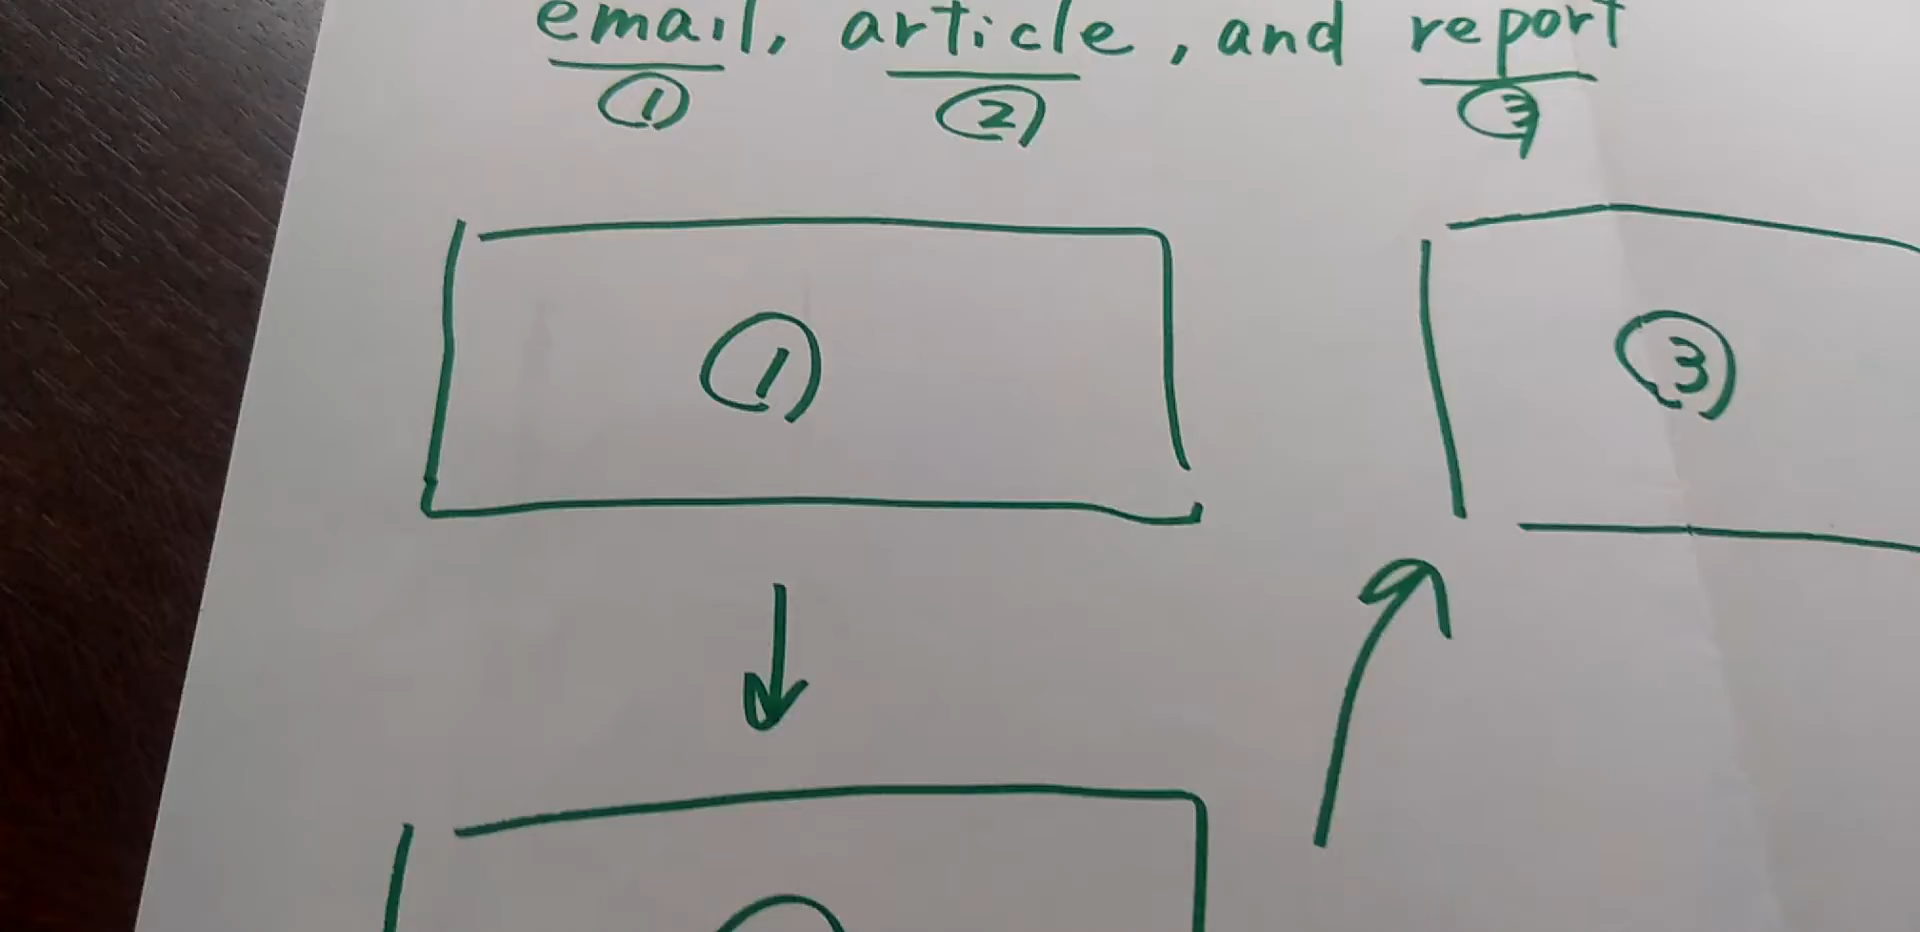 email, article, and report
① ② ③
① ③